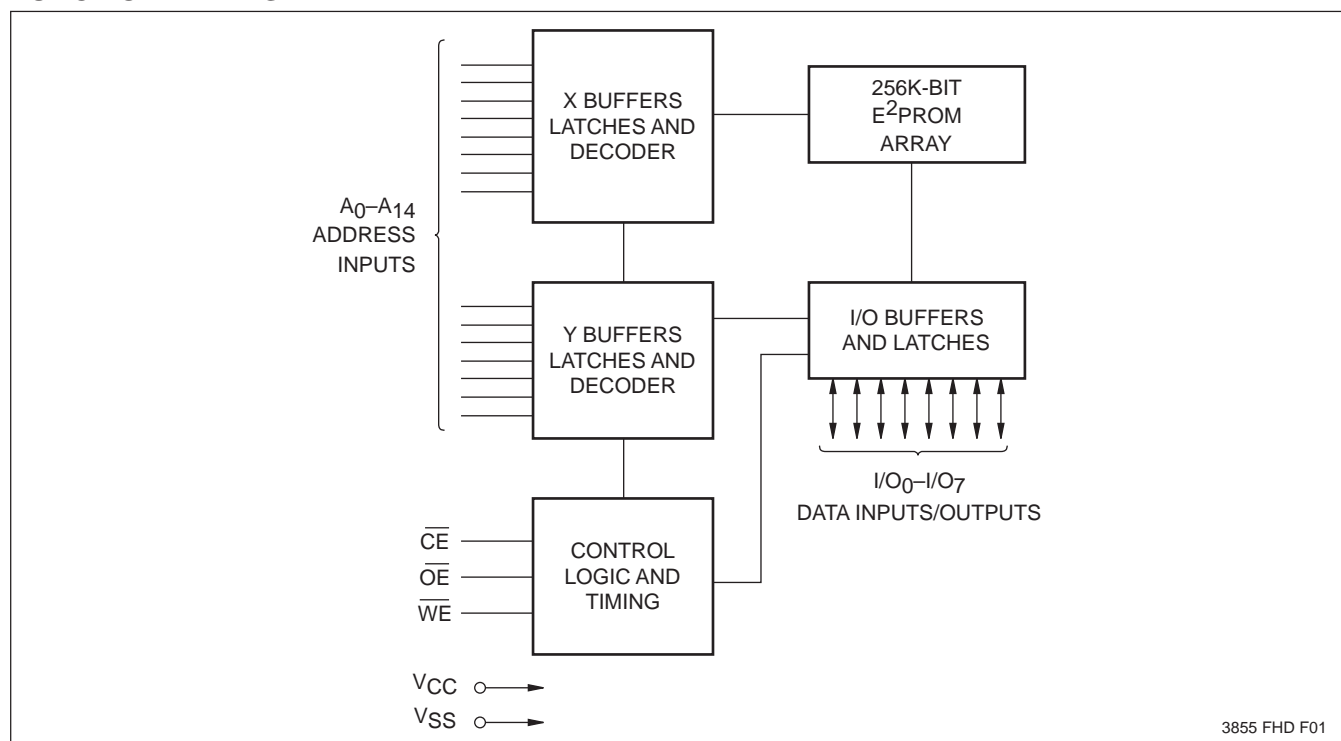 X BUFFERS
LATCHES AND
DECODER
256K-BIT
E2PROM
ARRAY
A0–A14
ADDRESS
INPUTS
Y BUFFERS
LATCHES AND
DECODER
I/O BUFFERS
AND LATCHES
I/O0–I/O7
DATA INPUTS/OUTPUTS
CE
OE
WE
CONTROL
LOGIC AND
TIMING
VCC
VSS
3855 FHD F01